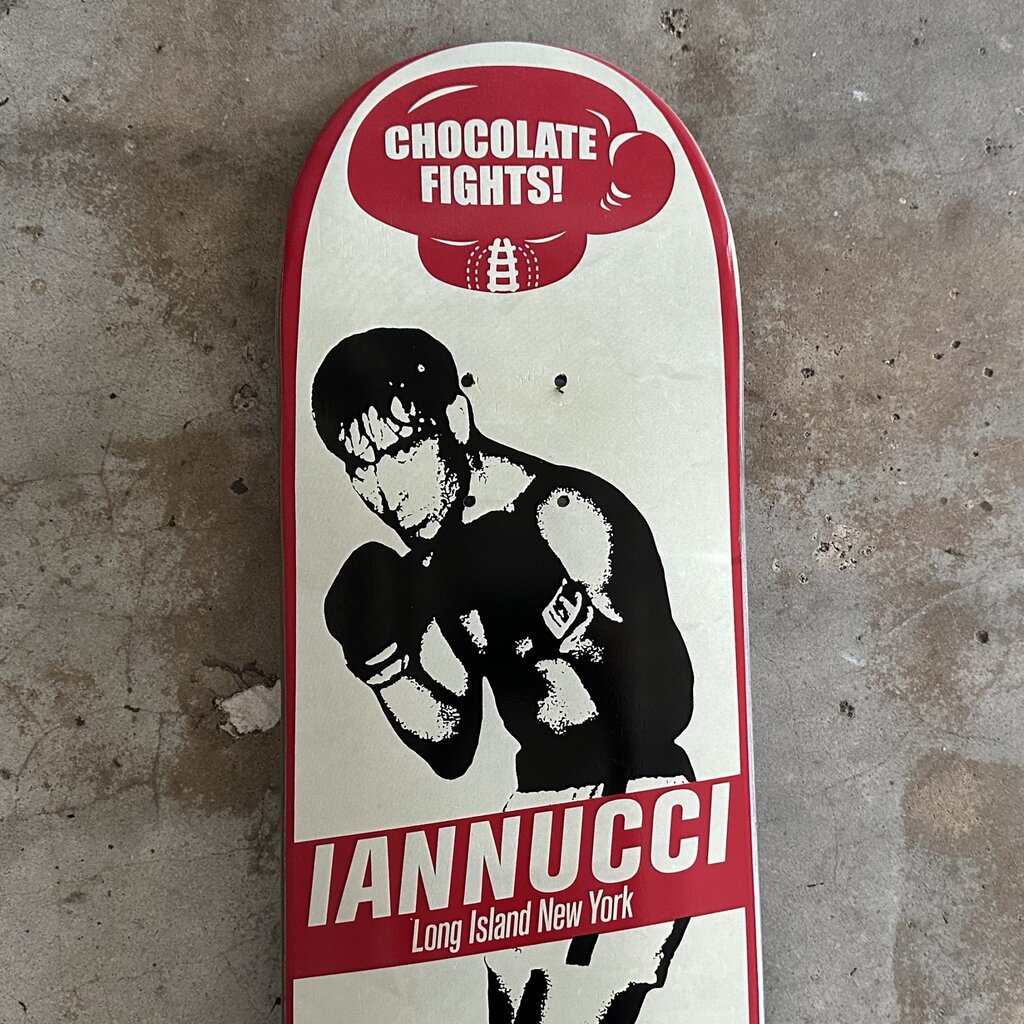 CHOCOLATE
FIGHTS!
IANNUCCI
Long Island New York